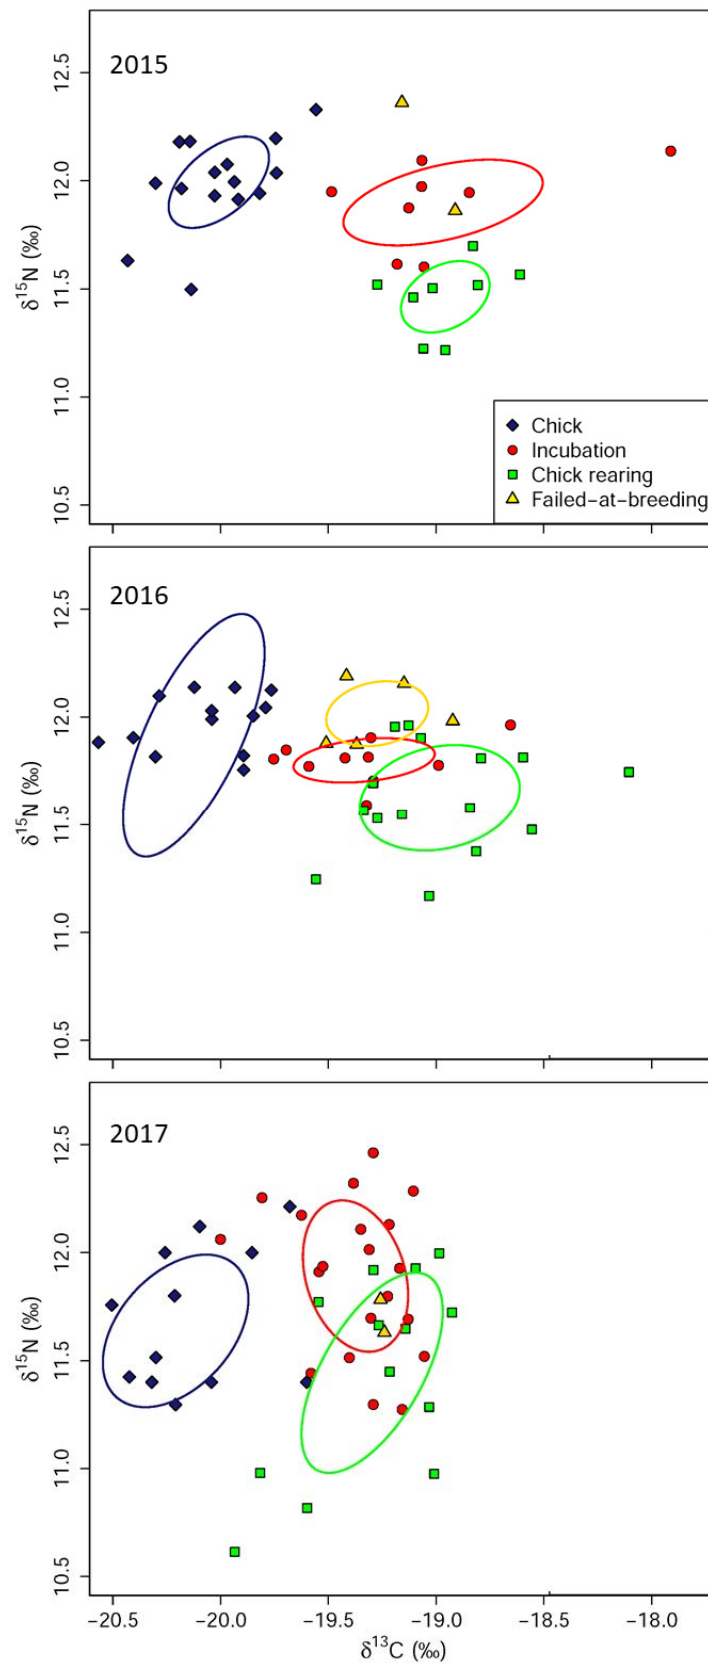 2015
12.5
12.0
11.5
11.0
10.5
δ¹⁵N (‰)
Chick
Incubation
Chick rearing
Failed−at−breeding
2016
12.5
12.0
11.5
11.0
10.5
δ¹⁵N (‰)
2017
12.5
12.0
11.5
11.0
10.5
δ¹⁵N (‰)
−20.5 −20.0 −19.5 −19.0 −18.5 −18.0
δ¹³C (‰)